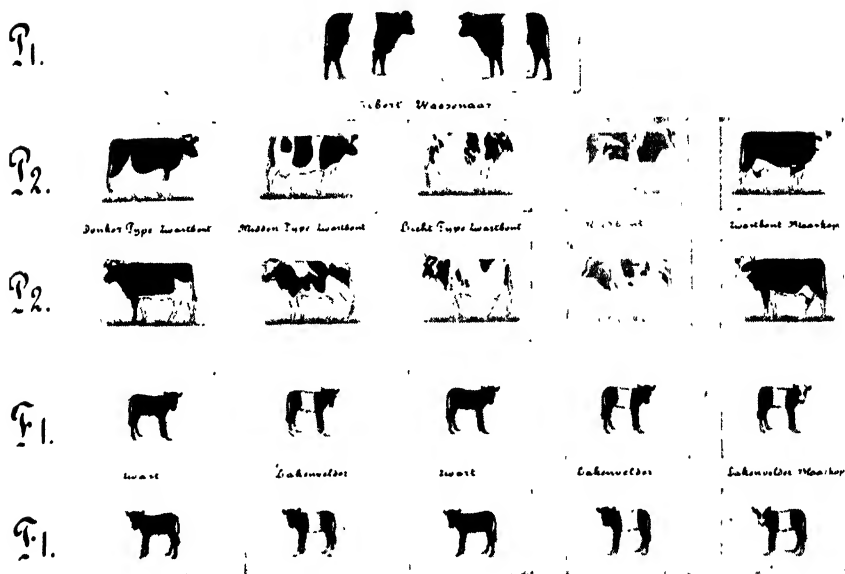 P1.
Wassenaar
P2.
Donker Type Zwartbont Midden Type Zwartbont Licht Type Zwartbont Zwartbont Blaarkop
P2.
F1.
Zwart Lakenvelder Zwart Lakenvelder Lakenvelder Blaarkop
F1.